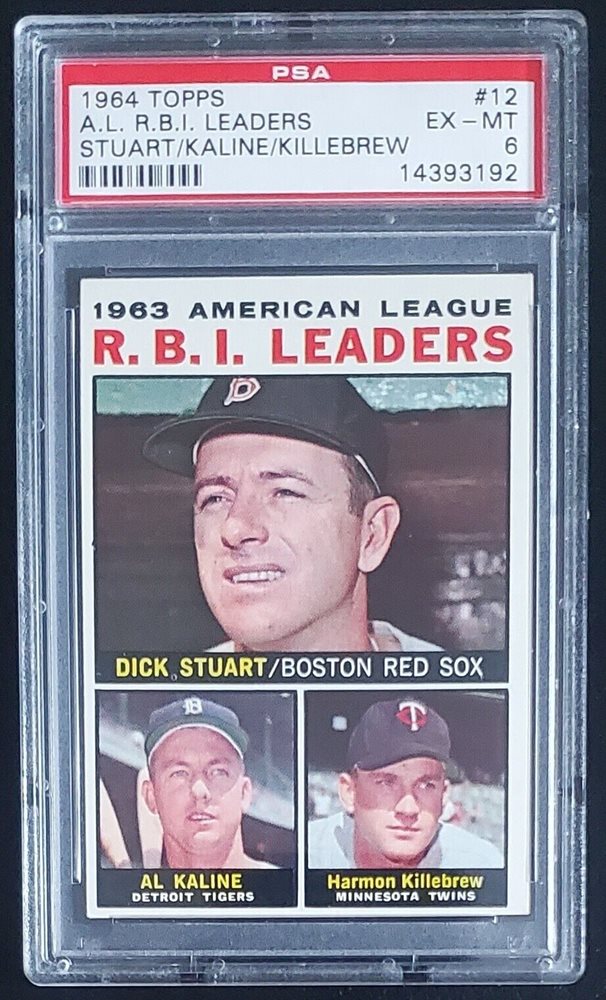 PSA
1964 TOPPS #12
A.L. R.B.I. LEADERS EX-MT
STUART/KALINE/KILLEBREW 6
14393192
1963 AMERICAN LEAGUE
R.B.I. LEADERS
B
DICK STUART/BOSTON RED SOX
D
T C
AL KALINE
DETROIT TIGERS
Harmon Killebrew
MINNESOTA TWINS